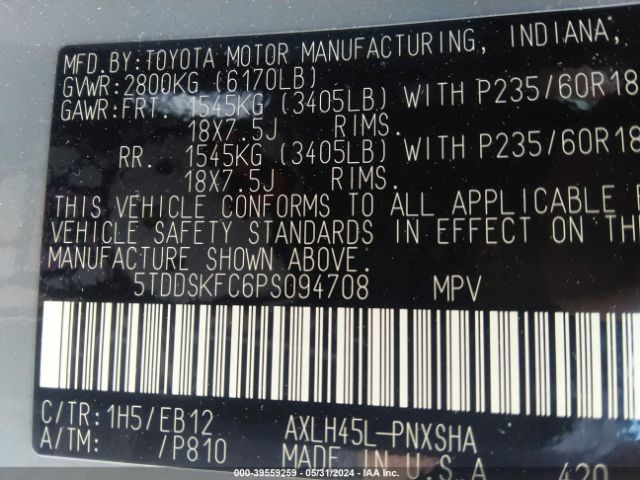 MFD.BY:TOYOTA MOTOR MANUFACTURING, INDIANA,
GVWR:2800KG (6170LB)
GAWR:FRT. 1545KG (3405LB) WITH P235/60R18
18X7.5J RIMS.
RR. 1545KG (3405LB) WITH P235/60R18
18X7.5J RIMS.
THIS VEHICLE CONFORMS TO ALL APPLICABLE
VEHICLE SAFETY STANDARDS IN EFFECT ON THE
MANUFACTURE SHOWN ABOVE.
5TDDSKFC6PS094708 MPV
C/TR:1H5/EB12 AXLH45L-PNXSHA
A/TM: /P810 MADE IN U.S.A 420
000-39559259 - 05/31/2024 - IAAI.com